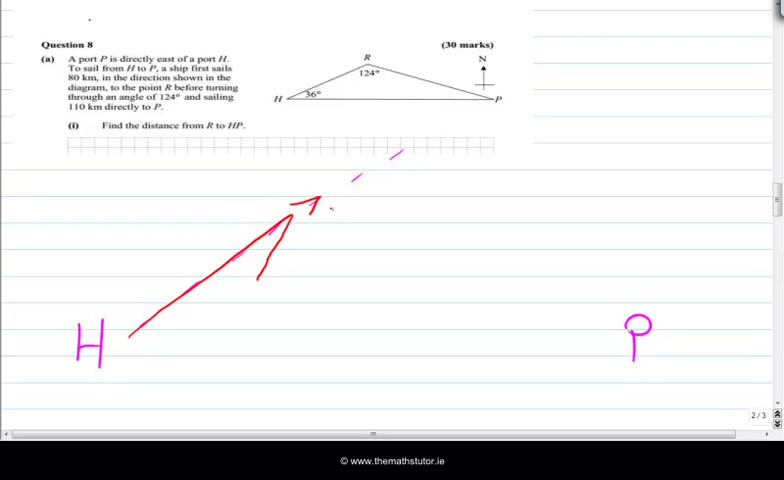 Question 8
(30 marks)
(a) A port P is directly east of a port H.
To sail from H to P, a ship first sails
80 km, in the direction shown in the
diagram, to the point R before turning
through an angle of 124° and sailing
110 km directly to P.
R
N
124°
36°
H
P
(i) Find the distance from R to HP.
H
P
2/3
© www.themathstutor.ie